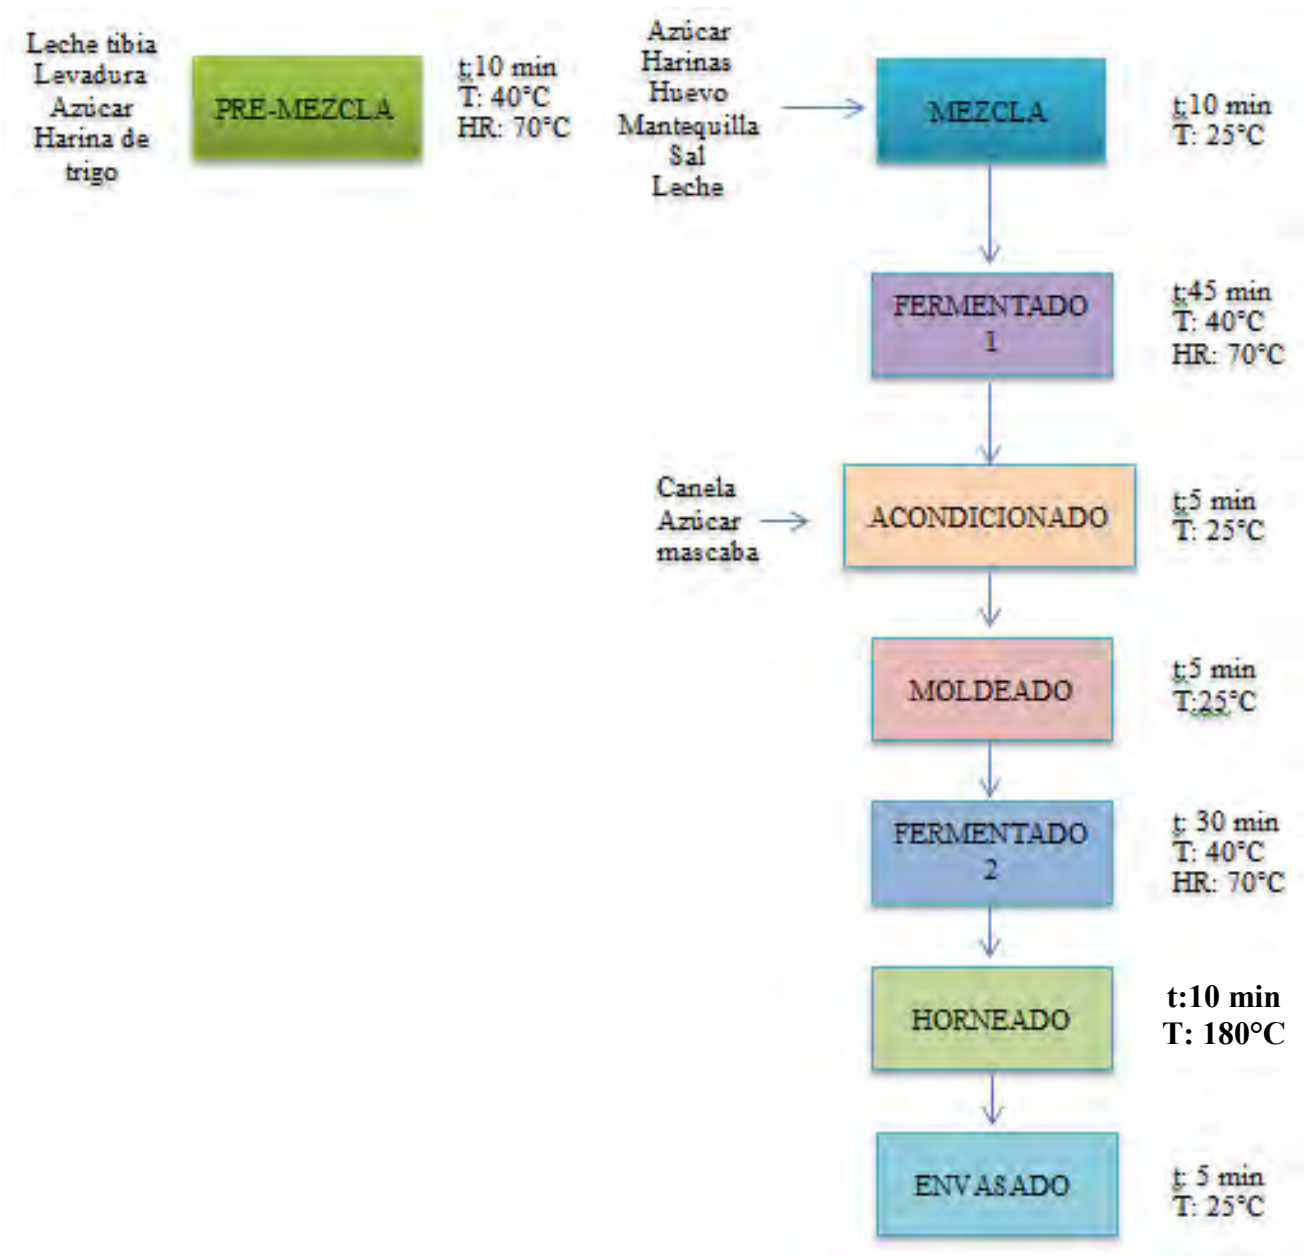 Leche tibia
Levadura
Azúcar
Harina de
trigo
PRE-MEZCLA
t:10 min
T: 40°C
HR: 70°C
Azúcar
Harinas
Huevo
Mantequilla
Sal
Leche
MEZCLA
t:10 min
T: 25°C
FERMENTADO
1
t:45 min
T: 40°C
HR: 70°C
Canela
Azúcar
mascaba
ACONDICIONADO
t:5 min
T: 25°C
MOLDEADO
t:5 min
T:25°C
FERMENTADO
2
t: 30 min
T: 40°C
HR: 70°C
HORNEADO
t:10 min
T: 180°C
ENVASADO
t: 5 min
T: 25°C